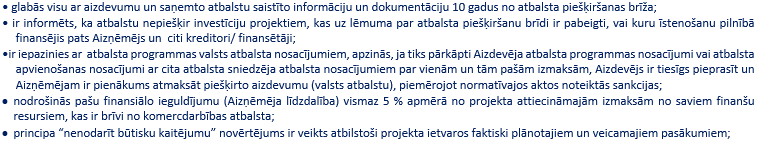 • glabās visu ar aizdevumu un saņemto atbalstu saistīto informāciju un dokumentāciju 10 gadus no atbalsta piešķiršanas brīža;
• ir informēts, ka atbalstu nepiešķir investīciju projektiem, kas uz lēmuma par atbalsta piešķiršanu brīdi ir pabeigti, vai kuru īstenošanu pilnībā
finansējis pats Aizņēmējs un citi kreditori/ finansētāji;
•ir iepazinies ar atbalsta programmas valsts atbalsta nosacījumiem, apzinās, ja tiks pārkāpti Aizdevēja atbalsta programmas nosacījumi vai atbalsta
apvienošanas nosacījumi ar cita atbalsta sniedzēja atbalsta nosacījumiem par vienām un tām pašām izmaksām, Aizdevējs ir tiesīgs pieprasīt un
Aizņēmējam ir pienākums atmaksāt piešķirto aizdevumu (valsts atbalstu), piemērojot normatīvajos aktos noteiktās sankcijas;
• nodrošinās pašu finansiālo ieguldījumu (Aizņēmēja līdzdalība) vismaz 5 % apmērā no projekta attiecināmajām izmaksām no saviem finanšu
resursiem, kas ir brīvi no komercdarbības atbalsta;
• principa “nenodarīt būtisku kaitējumu” novērtējums ir veikts atbilstoši projekta ietvaros faktiski plānotajiem un veicamajiem pasākumiem;